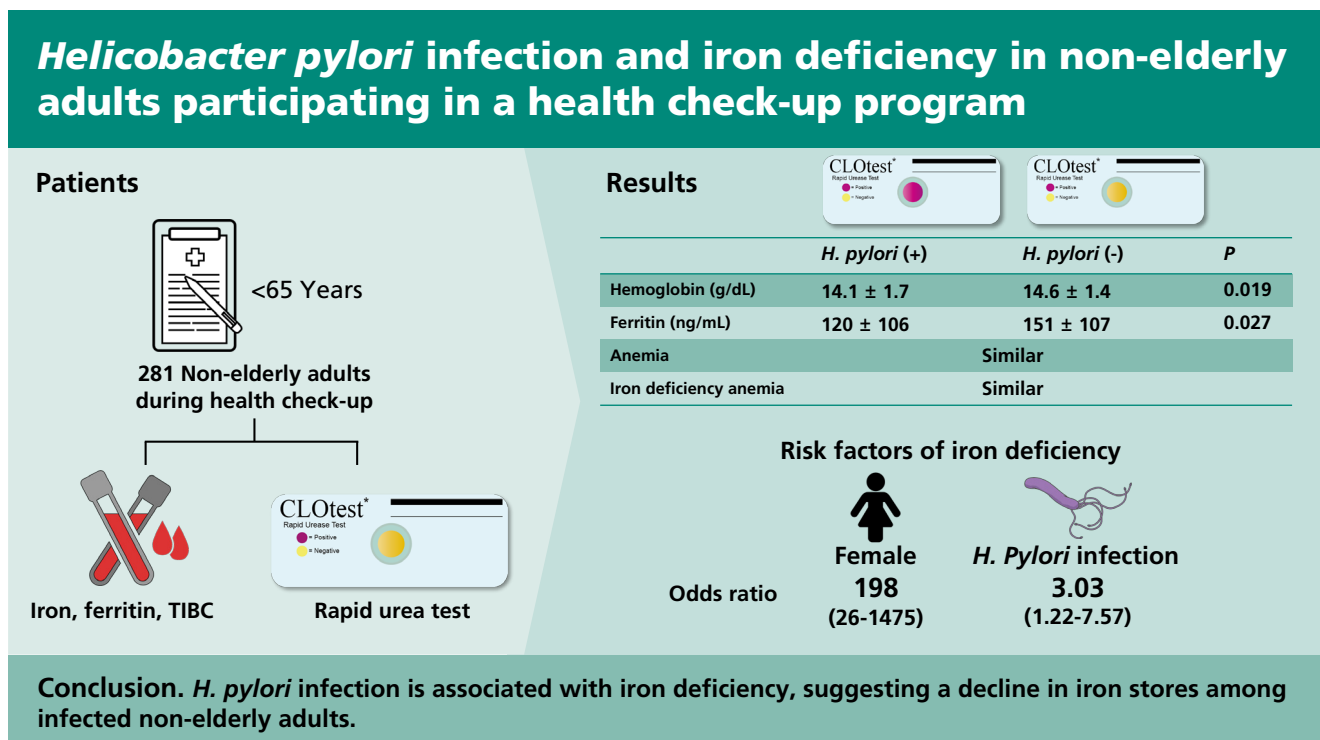 Helicobacter pylori infection and iron deficiency in non-elderly
adults participating in a health check-up program
Patients
<65 Years
281 Non-elderly adults
during health check-up
Iron, ferritin, TIBC
CLOtest*
Rapid Urease Test
= Positive
= Negative
Rapid urea test
Results
CLOtest*
Rapid Urease Test
= Positive
= Negative
CLOtest*
Rapid Urease Test
= Positive
= Negative
H. pylori (+) H. pylori (-) P
Hemoglobin (g/dL) 14.1 ± 1.7 14.6 ± 1.4 0.019
Ferritin (ng/mL) 120 ± 106 151 ± 107 0.027
Anemia Similar
Iron deficiency anemia Similar
Risk factors of iron deficiency
Female H. Pylori infection
Odds ratio 198 3.03
(26-1475) (1.22-7.57)
Conclusion. H. pylori infection is associated with iron deficiency, suggesting a decline in iron stores among
infected non-elderly adults.